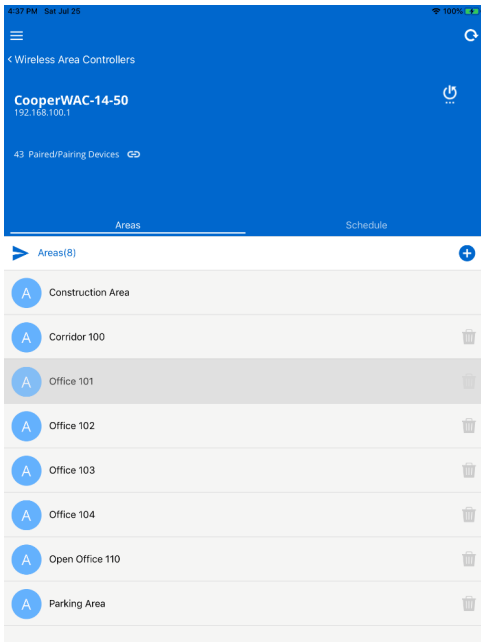 4:37 PM Sat Jul 25 100%
Wireless Area Controllers
CooperWAC-14-50
192.168.100.1
43 Paired/Pairing Devices
Areas Schedule
Areas(8)
A Construction Area
A Corridor 100
A Office 101
A Office 102
A Office 103
A Office 104
A Open Office 110
A Parking Area